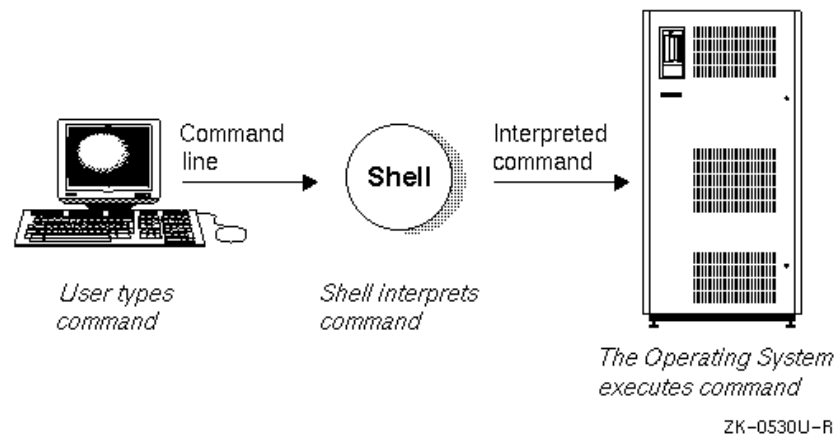 Command
line
Shell
Interpreted
command
User types
command
Shell interprets
command
The Operating System
executes command
ZK-0530U-R